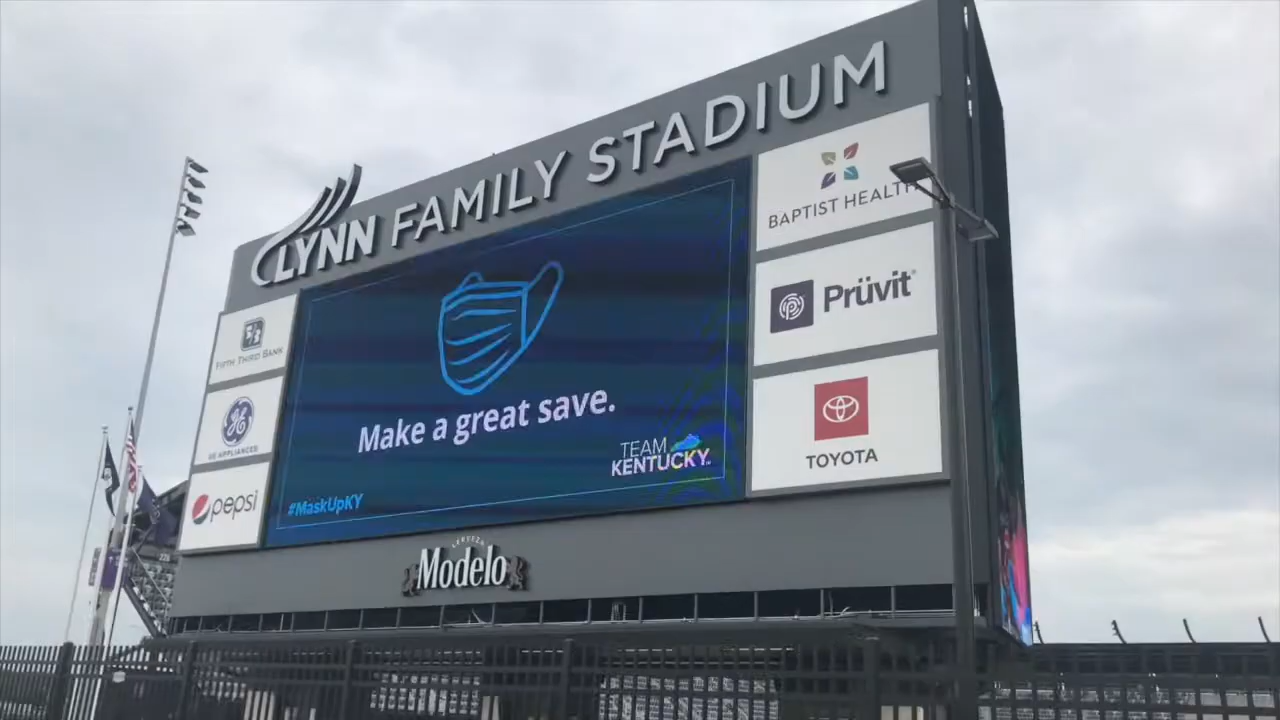 LYNN FAMILY STADIUM
FIFTH THIRD BANK
GE APPLIANCES
pepsi
Make a great save.
TEAM
KENTUCKY
#MaskUpKY
BAPTIST HEALTH
Prüvit®
TOYOTA
CERVEZA
Modelo